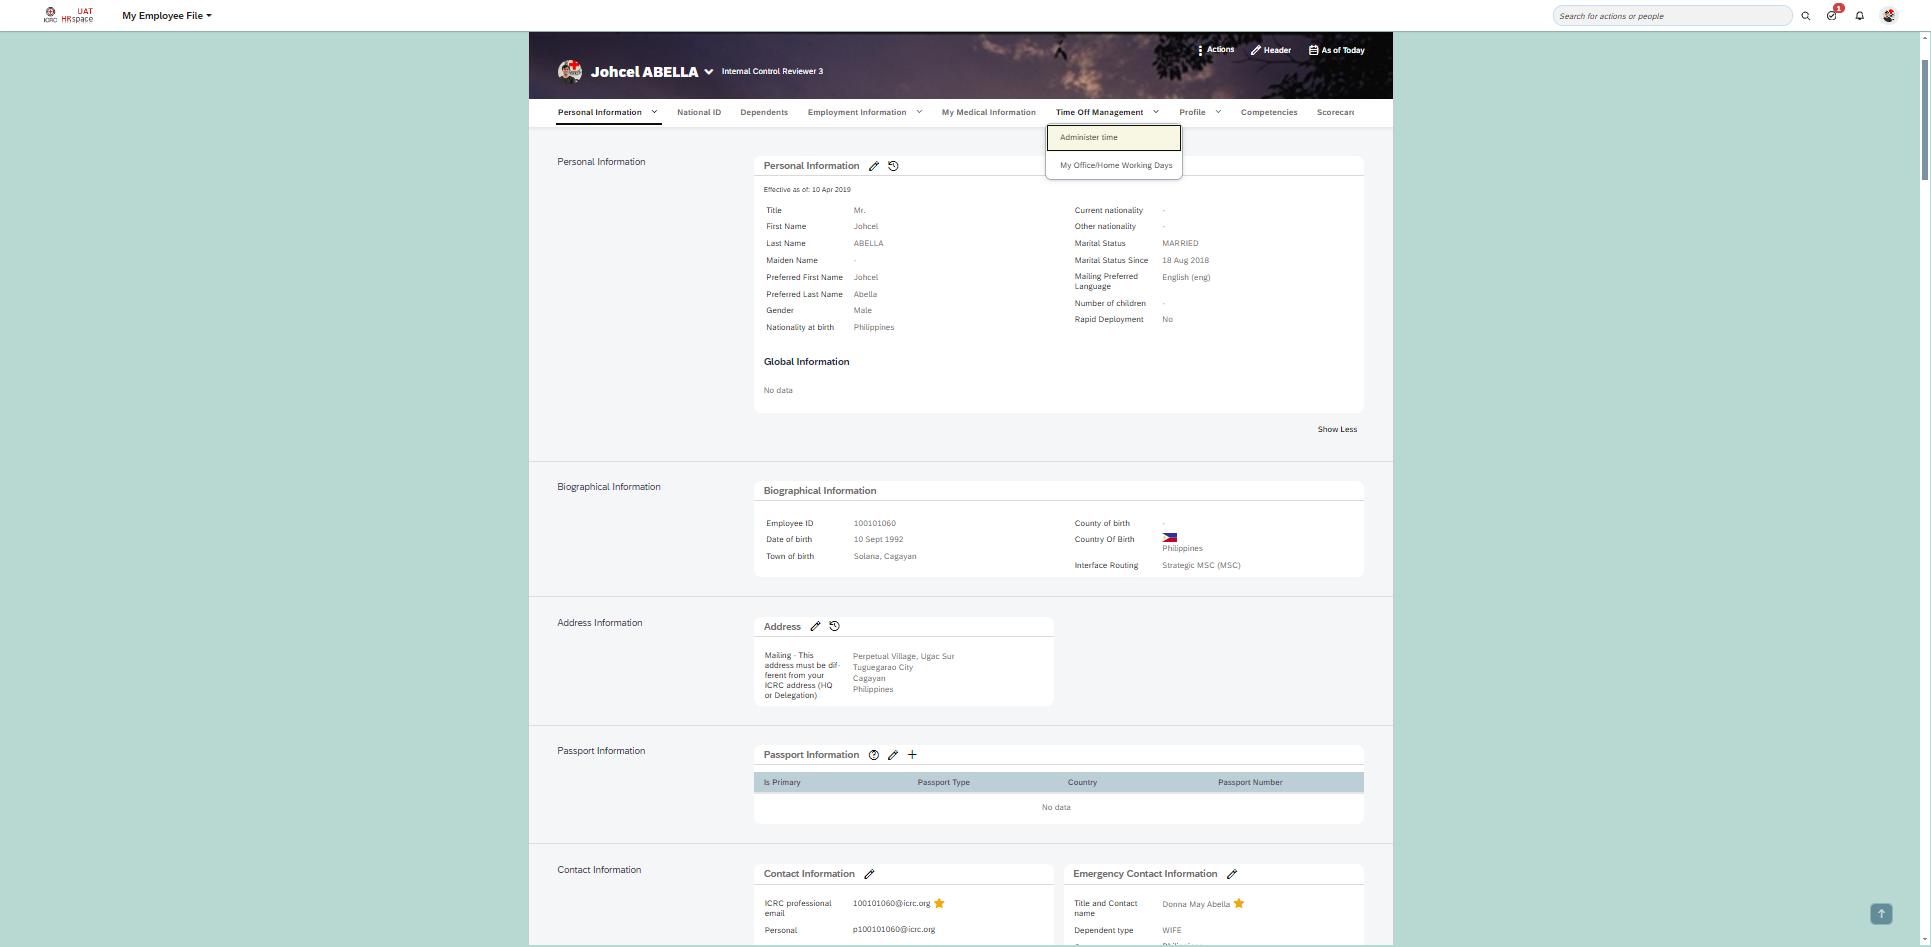 ICRC
UAT
HRspace
My Employee File
Search for actions or people
1
Actions
Header
As of Today
Johcel ABELLA
Internal Control Reviewer 3
Personal Information
National ID
Dependents
Employment Information
My Medical Information
Time Off Management
Profile
Competencies
Scorecard
Administer time
My Office/Home Working Days
Personal Information
Personal Information
Effective as of: 10 Apr 2019
Title Mr.
First Name Johcel
Last Name ABELLA
Maiden Name -
Preferred First Name Johcel
Preferred Last Name Abella
Gender Male
Nationality at birth Philippines
Current nationality -
Other nationality -
Marital Status MARRIED
Marital Status Since 18 Aug 2018
Mailing Preferred English (eng)
Language
Number of children -
Rapid Deployment No
Global Information
No data
Show Less
Biographical Information
Biographical Information
Employee ID 100101060
Date of birth 10 Sept 1992
Town of birth Solana, Cagayan
County of birth -
Country Of Birth
Philippines
Interface Routing Strategic MSC (MSC)
Address Information
Address
Mailing - This
address must be dif-
ferent from your
ICRC address (HQ
or Delegation)
Perpetual Village, Ugac Sur
Tuguegarao City
Cagayan
Philippines
Passport Information
Passport Information
Is Primary Passport Type Country Passport Number
No data
Contact Information
Contact Information
ICRC professional 100101060@icrc.org
email
Personal p100101060@icrc.org
Emergency Contact Information
Title and Contact Donna May Abella
name
Dependent type WIFE